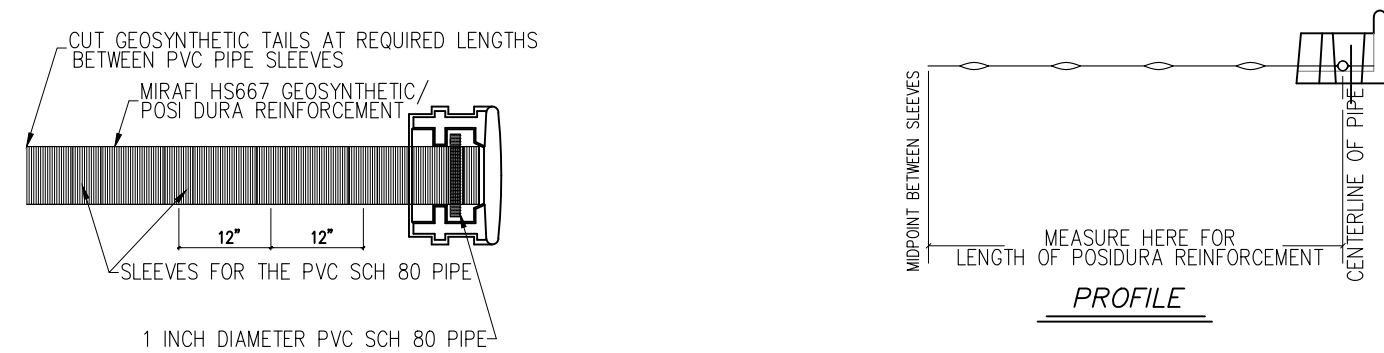 CUT GEOSYNTHETIC TAILS AT REQUIRED LENGTHS
BETWEEN PVC PIPE SLEEVES
MIRAFI HS667 GEOSYNTHETIC/
POSI DURA REINFORCEMENT
12"
12"
SLEEVES FOR THE PVC SCH 80 PIPE
1 INCH DIAMETER PVC SCH 80 PIPE
MIDPOINT BETWEEN SLEEVES
MEASURE HERE FOR
LENGTH OF POSIDURA REINFORCEMENT
CENTERLINE OF PIPE
PROFILE